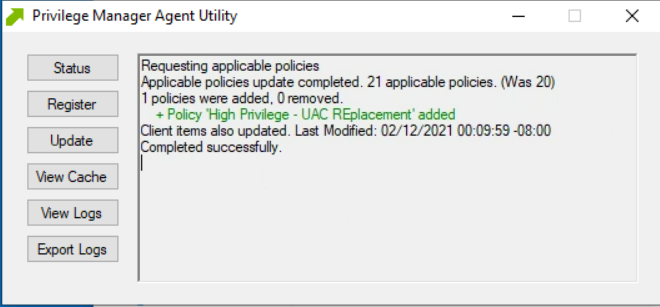 Privilege Manager Agent Utility
Status
Register
Update
View Cache
View Logs
Export Logs
Requesting applicable policies
Applicable policies update completed. 21 applicable policies. (Was 20)
1 policies were added, 0 removed.
+ Policy 'High Privilege - UAC REplacement' added
Client items also updated. Last Modified: 02/12/2021 00:09:59 -08:00
Completed successfully.